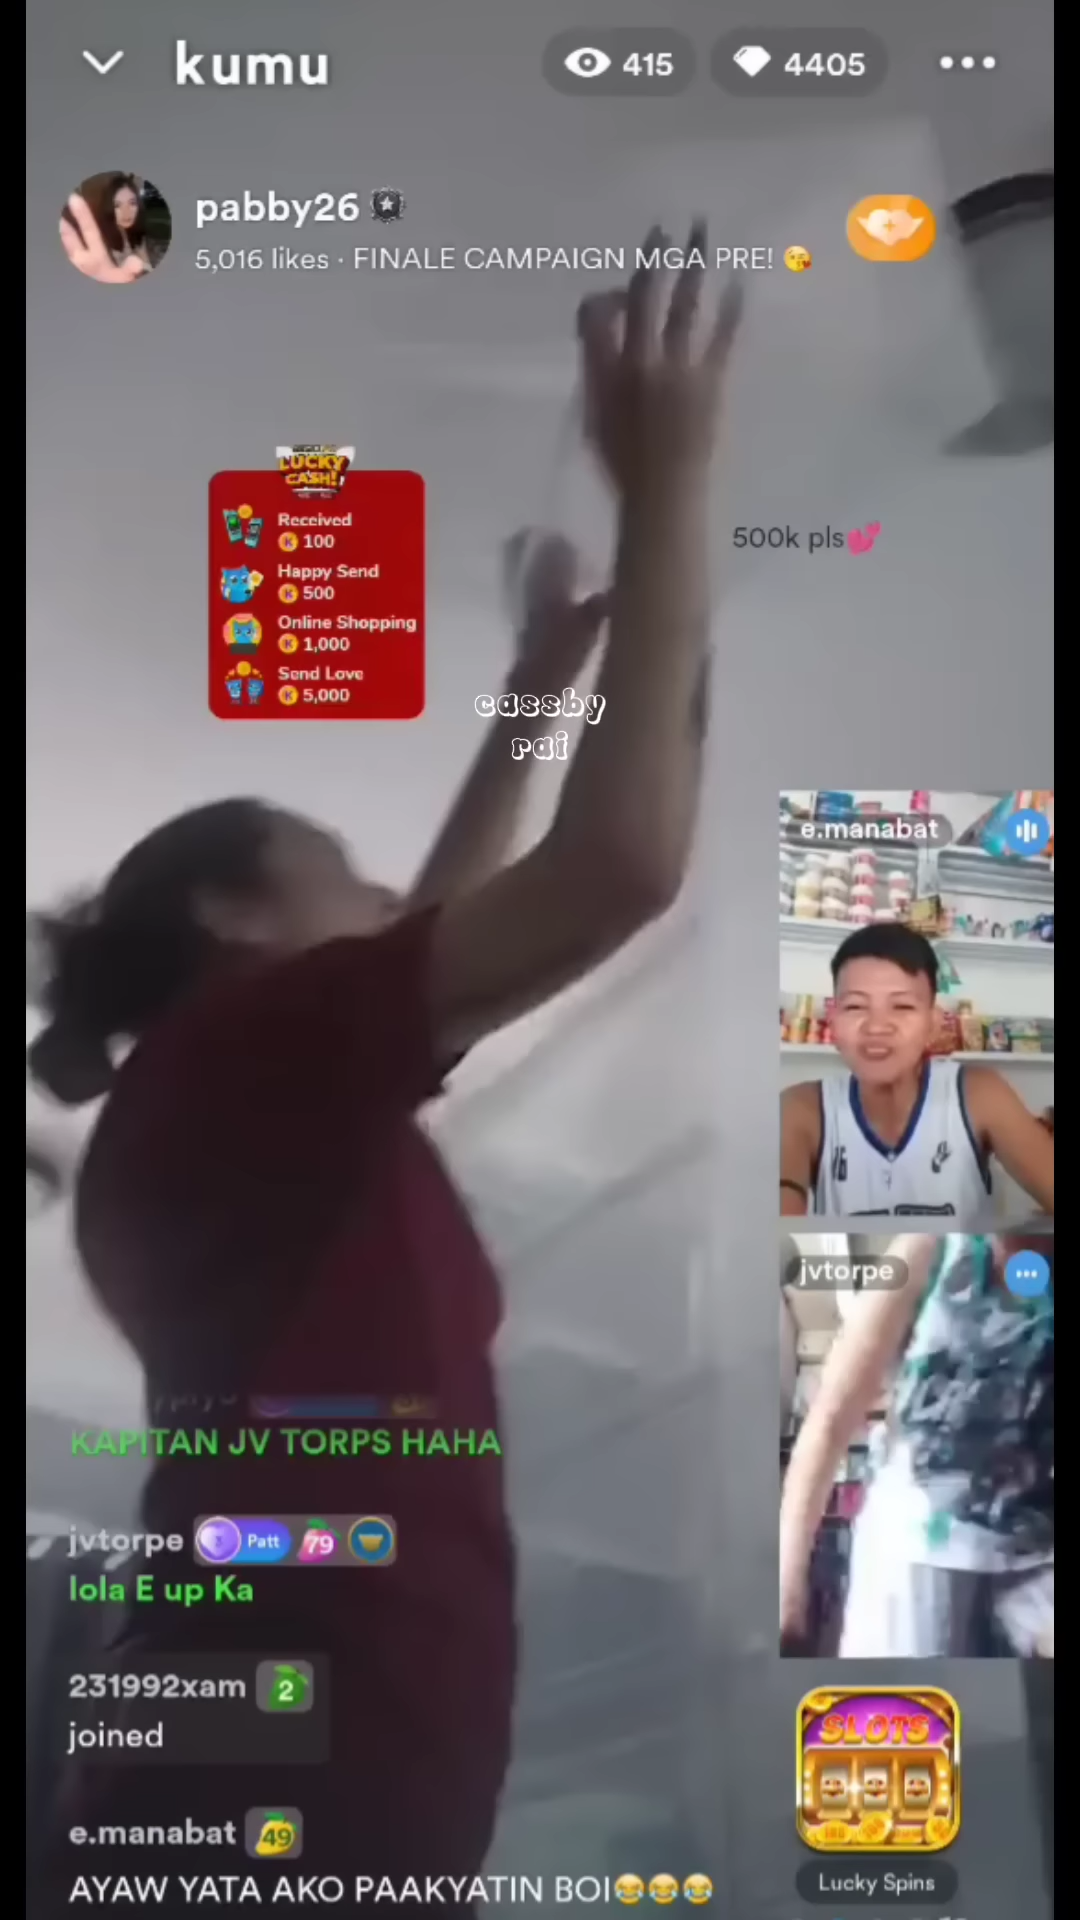 kumu
415
4405
pabby26
5,016 likes · FINALE CAMPAIGN MGA PRE! 😘
LUCKY
CASH!
Received
K 100
Happy Send
K 500
Online Shopping
K 1,000
Send Love
K 5,000
500k pls💕
cassby
rai
e.manabat
jvtorpe
KAPITAN JV TORPS HAHA
jvtorpe Patt 79
lola E up Ka
231992xam 2
joined
e.manabat 49
AYAW YATA AKO PAAKYATIN BOI😂😂😂
SLOTS
Lucky Spins